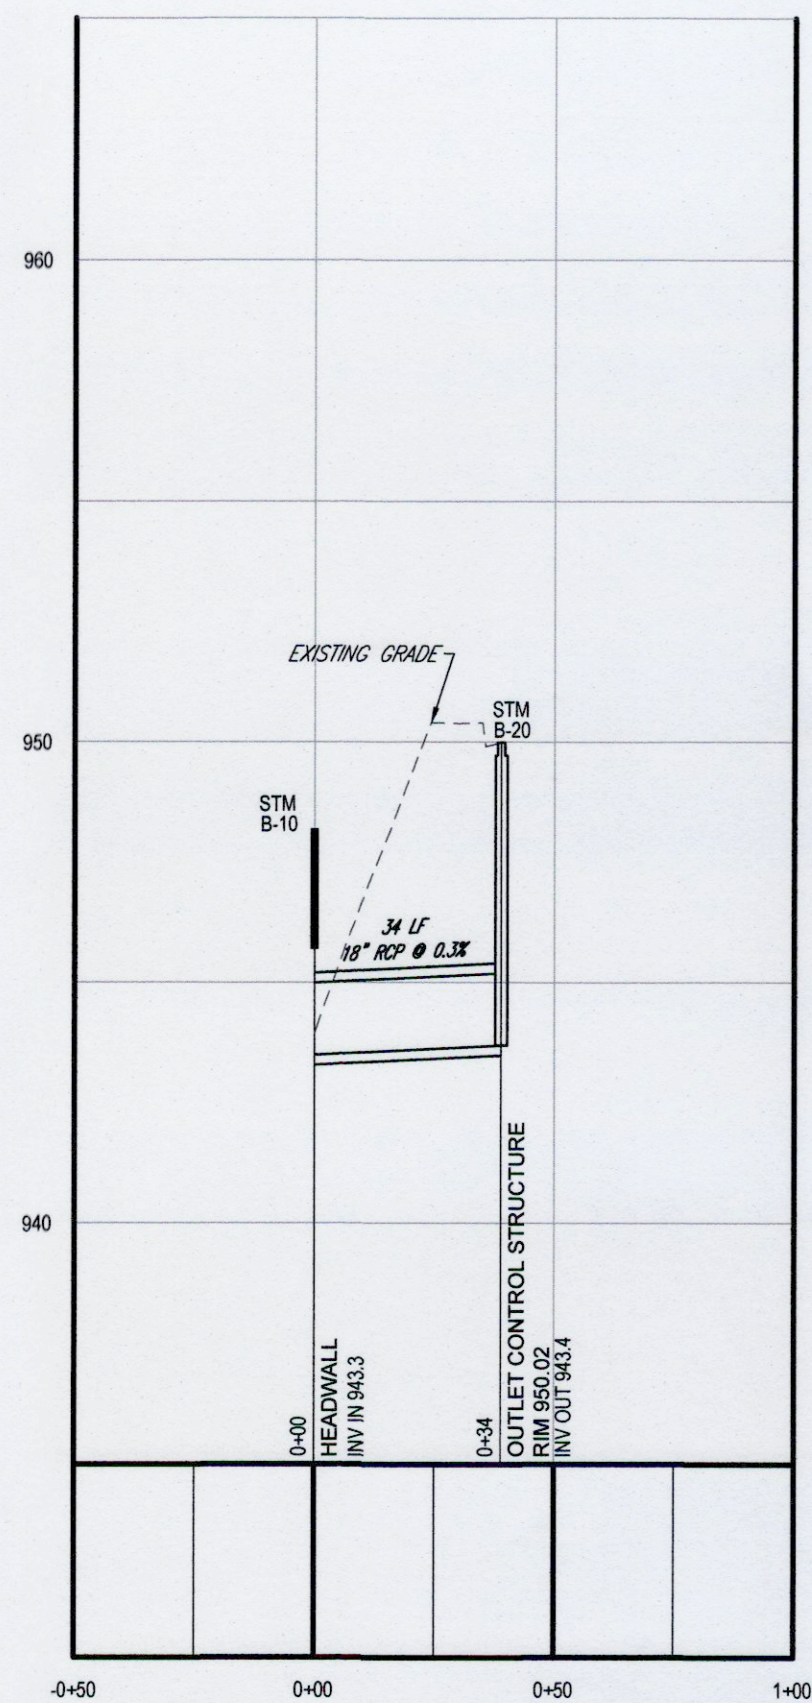 960
EXISTING GRADE
STM
B-20
950
STM
B-10
34 LF
18" RCP @ 0.3%
940
0+00
HEADWALL
INV IN 943.3
0+34
OUTLET CONTROL STRUCTURE
RIM 950.02
INV OUT 943.4
-0+50
0+00
0+50
1+00